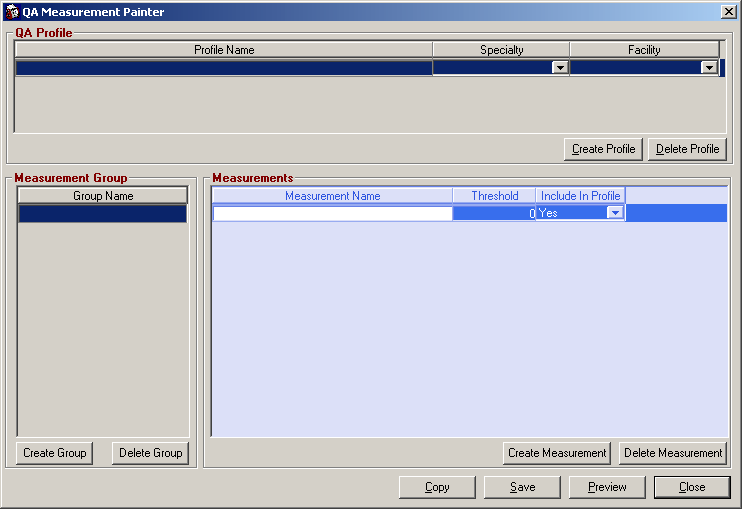 QA Measurement Painter
QA Profile
Profile Name Specialty Facility
Create Profile Delete Profile
Measurement Group
Group Name
Create Group Delete Group
Measurements
Measurement Name Threshold Include In Profile
0 Yes
Create Measurement Delete Measurement
Copy Save Preview Close